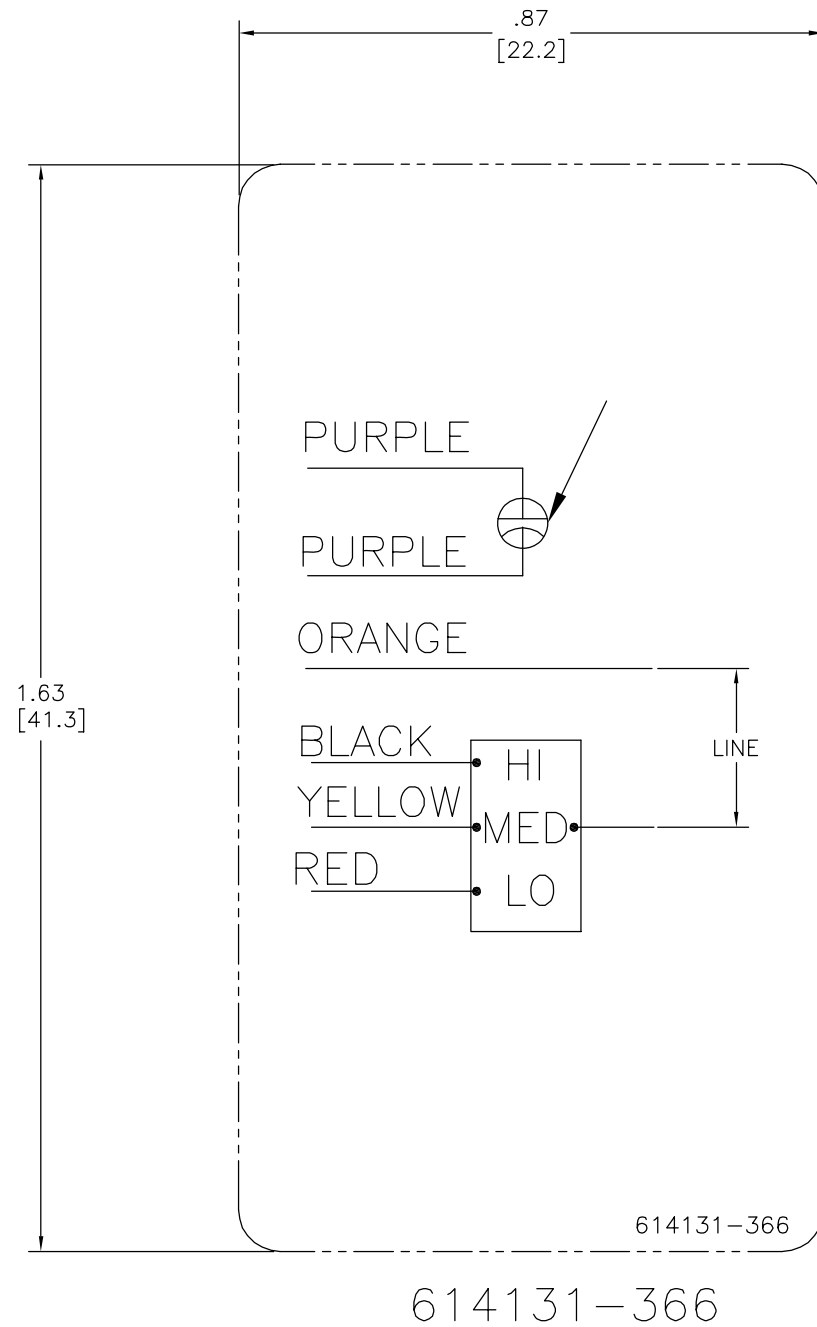 .87
[22.2]
PURPLE
PURPLE
ORANGE
1.63
[41.3]
BLACK
HI
LINE
YELLOW
MED
RED
LO
614131-366
614131-366